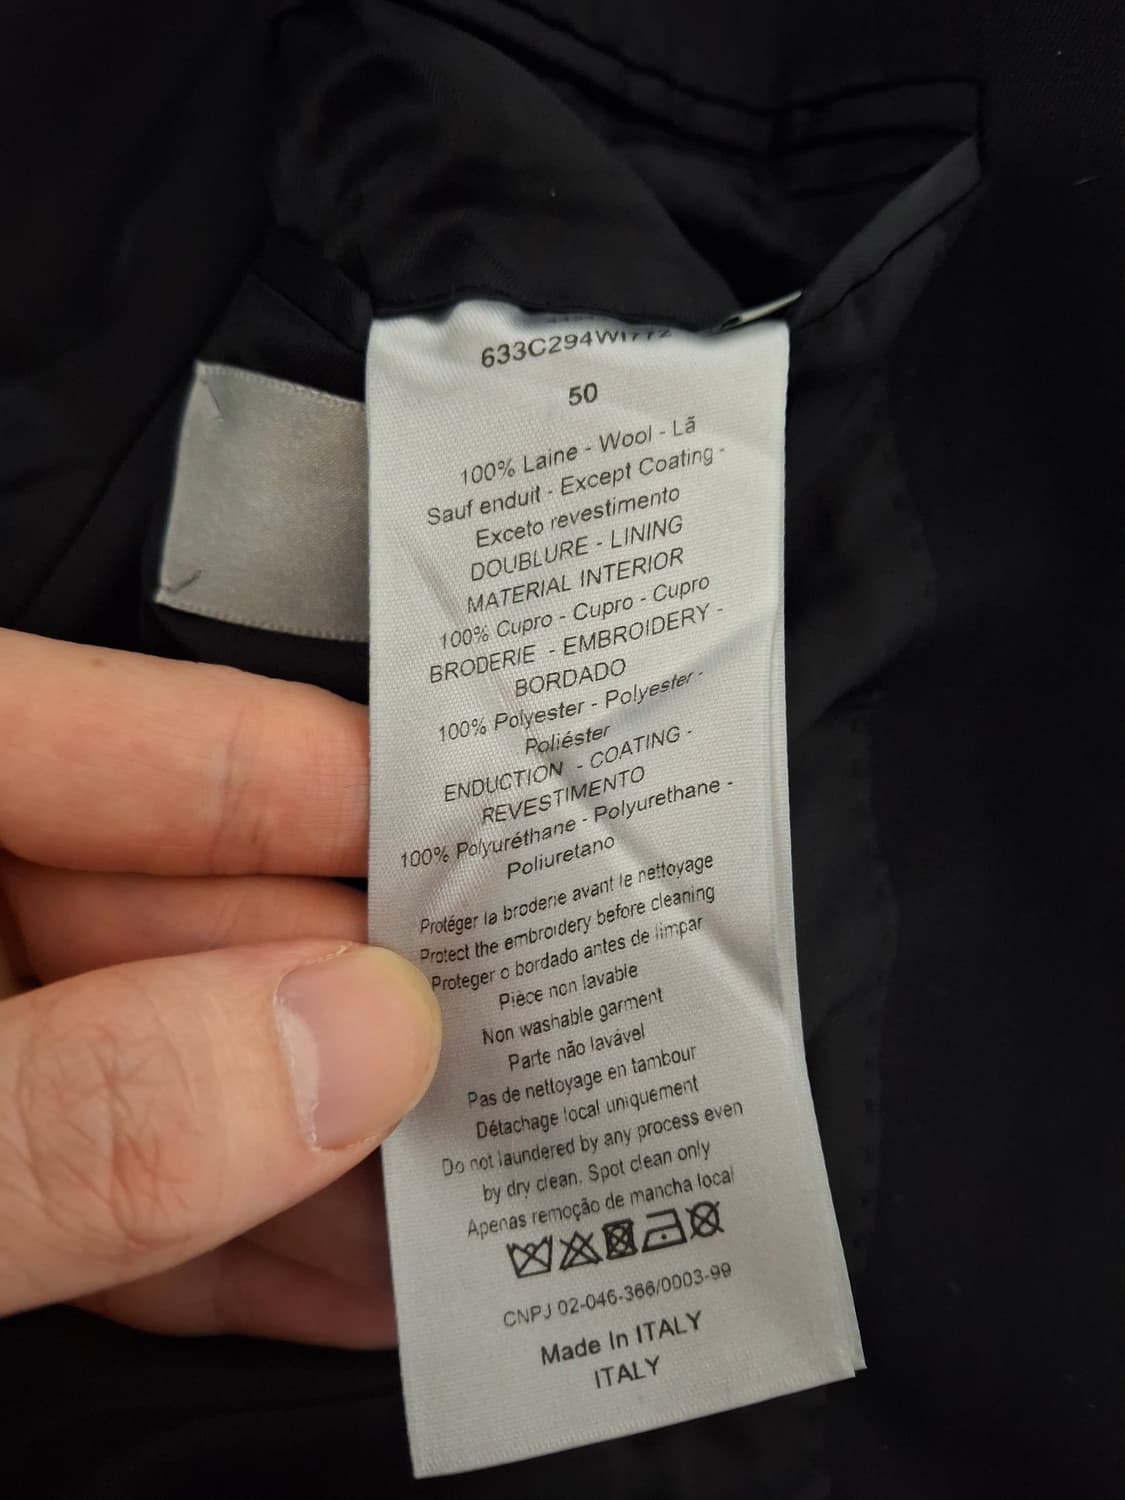 633C294WI772
50
100% Laine - Wool - Lã
Sauf enduit - Except Coating -
Exceto revestimento
DOUBLURE - LINING
MATERIAL INTERIOR
100% Cupro - Cupro - Cupro
BRODERIE - EMBROIDERY -
BORDADO
100% Polyester - Polyester -
Poliéster
ENDUCTION - COATING -
REVESTIMENTO
100% Polyuréthane - Polyurethane -
Poliuretano
Protéger la broderie avant le nettoyage
Protect the embroidery before cleaning
Proteger o bordado antes de limpar
Pièce non lavable
Non washable garment
Parte não lavável
Pas de nettoyage en tambour
Détachage local uniquement
Do not laundered by any process even
by dry clean. Spot clean only
Apenas remoção de mancha local
CNPJ 02-046-366/0003-99
Made In ITALY
ITALY